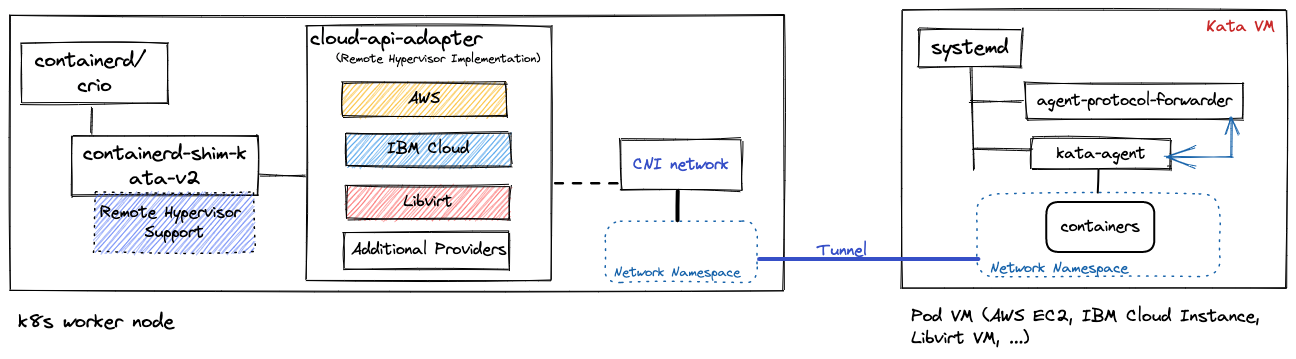 containerd/
crio
containerd-shim-k
ata-v2
Remote Hypervisor
Support
cloud-api-adapter
(Remote Hypervisor Implementation)
AWS
IBM Cloud
Libvirt
Additional Providers
CNI network
Network Namespace
k8s worker node
Tunnel
Kata VM
systemd
agent-protocol-forwarder
kata-agent
containers
Network Namespace
Pod VM (AWS EC2, IBM Cloud Instance,
Libvirt VM, ...)